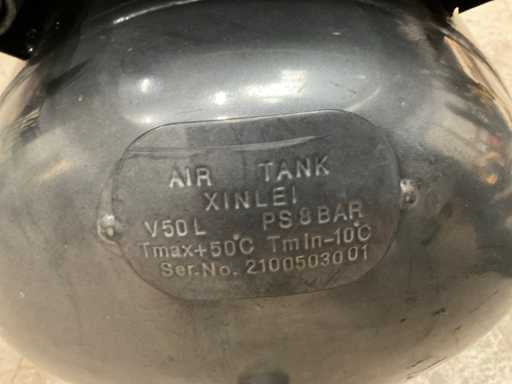 AIR TANK
XINLEI
V50L PS8BAR
Tmax+50°C Tmin-10°C
Ser.No. 2100503001